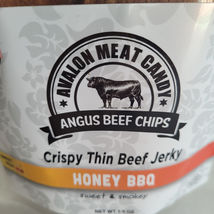 AVALON MEAT CANDY
ANGUS BEEF CHIPS
Crispy Thin Beef Jerky
HONEY BBQ
sweet & smokey